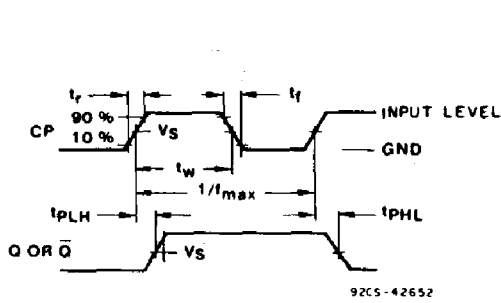 tr
tf
90 %
CP
VS
10 %
INPUT LEVEL
GND
tw
1/fmax
tPLH
tPHL
Q OR Q̅
VS
92CS-42652